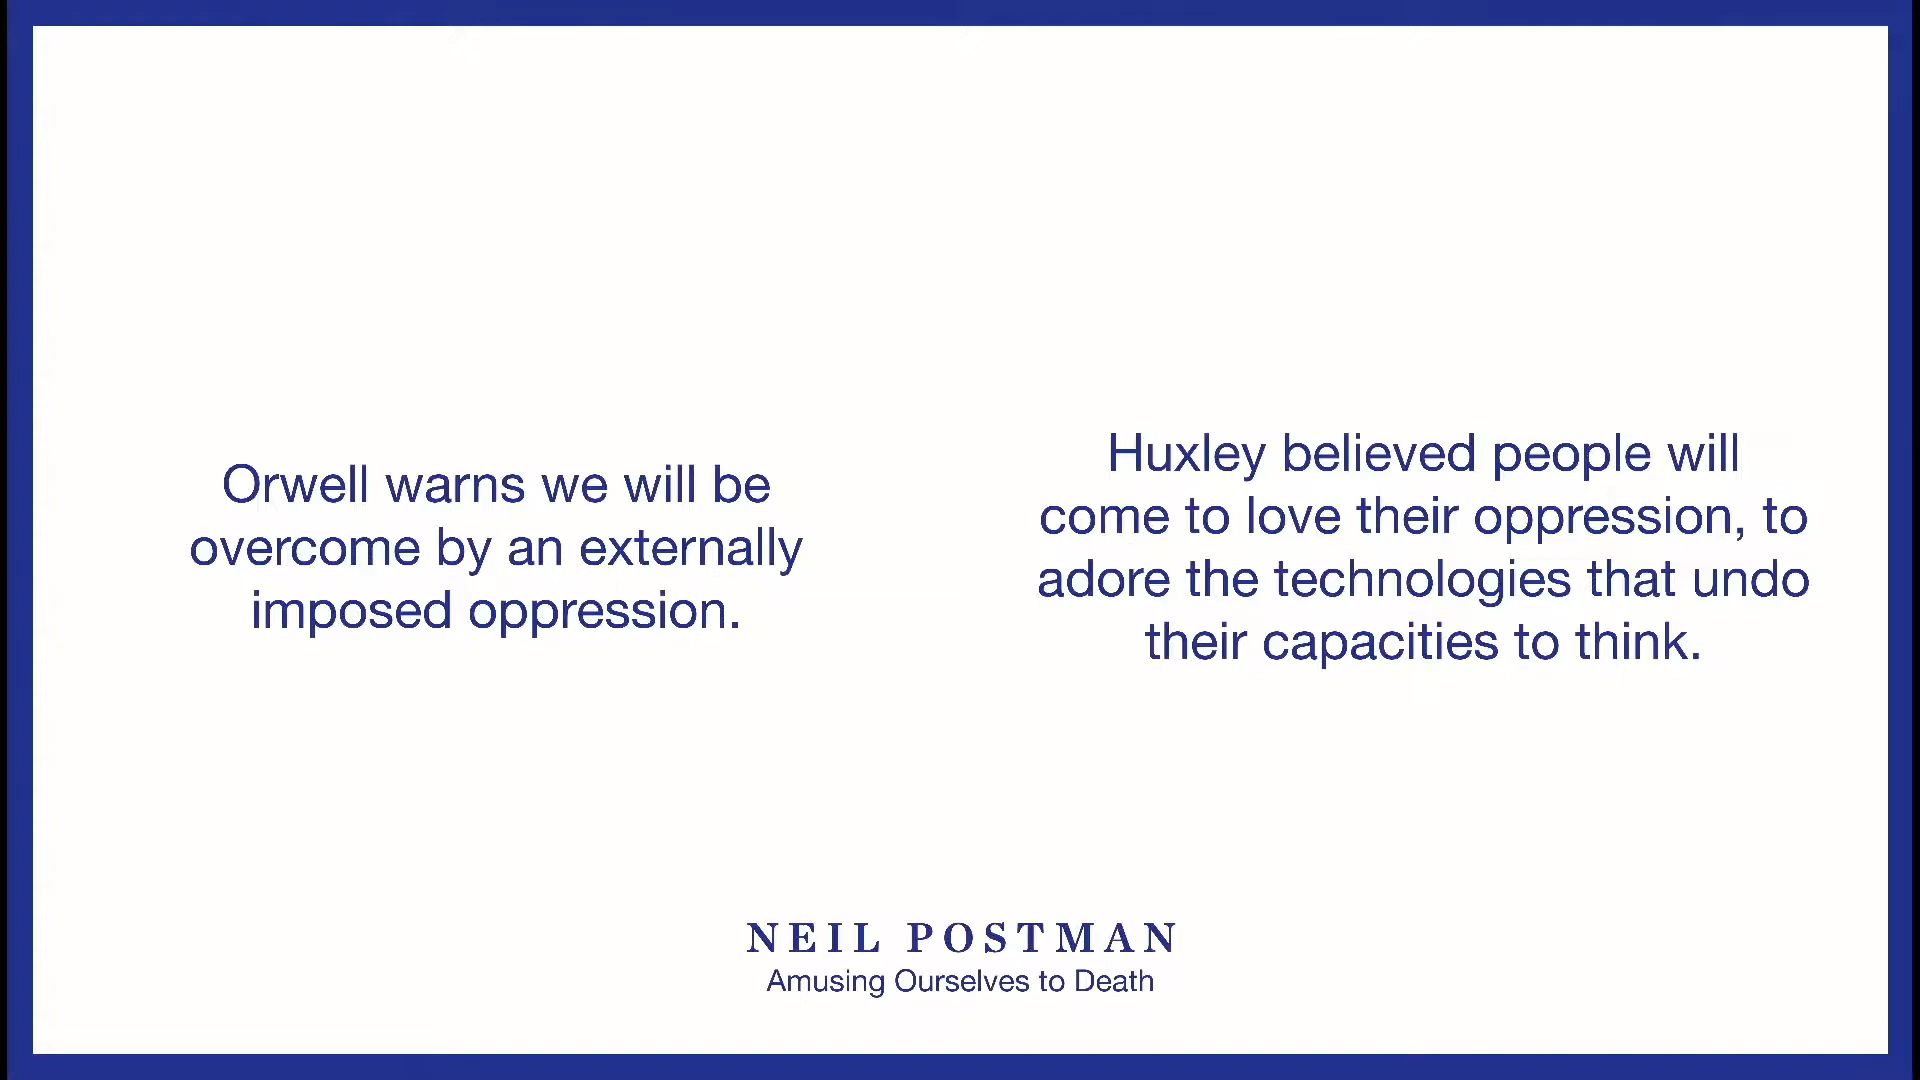 Orwell warns we will be
overcome by an externally
imposed oppression.
Huxley believed people will
come to love their oppression, to
adore the technologies that undo
their capacities to think.
NEIL POSTMAN
Amusing Ourselves to Death